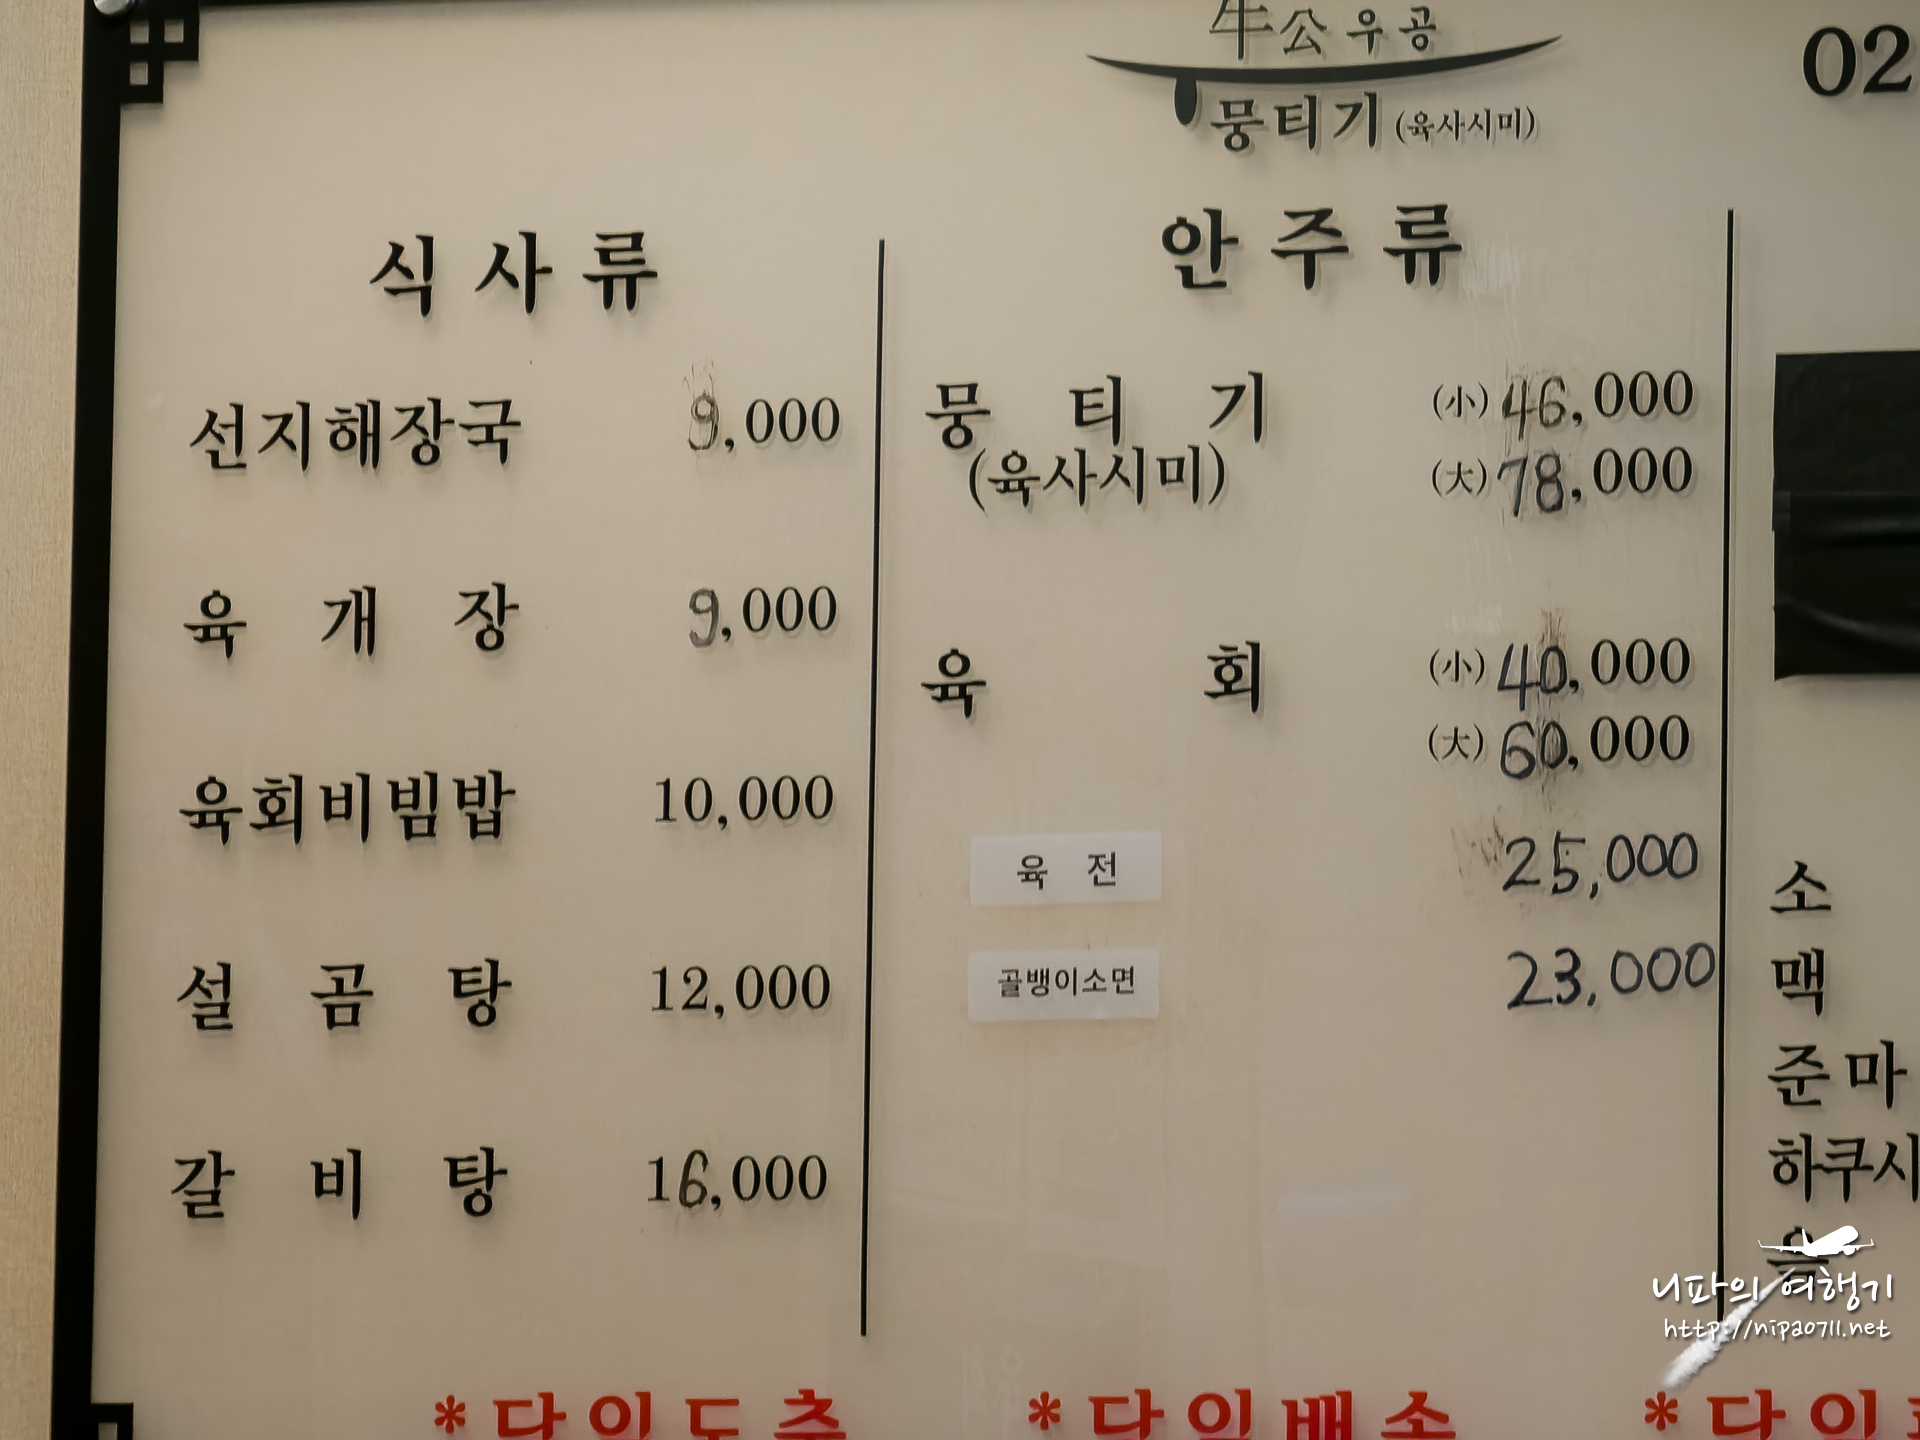 牛公 우공
뭉티기 (육사시미)
02
식사류
선지해장국 9,000
육개장 9,000
육회비빔밥 10,000
설곰탕 12,000
갈비탕 16,000
안주류
뭉티기 (小) 46,000
(육사시미) (大) 78,000
육회 (小) 40,000
(大) 60,000
육전 25,000
골뱅이소면 23,000
소
맥
준마
하쿠시
니파의 여행기
http://nipa0711.net